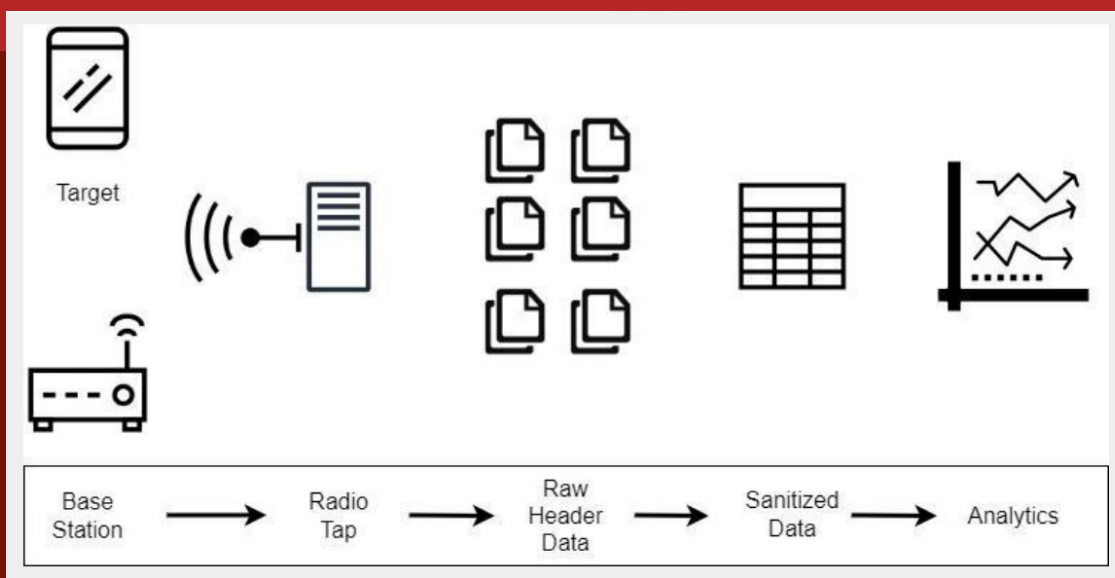 Target
Base
Station
Radio
Tap
Raw
Header
Data
Sanitized
Data
Analytics